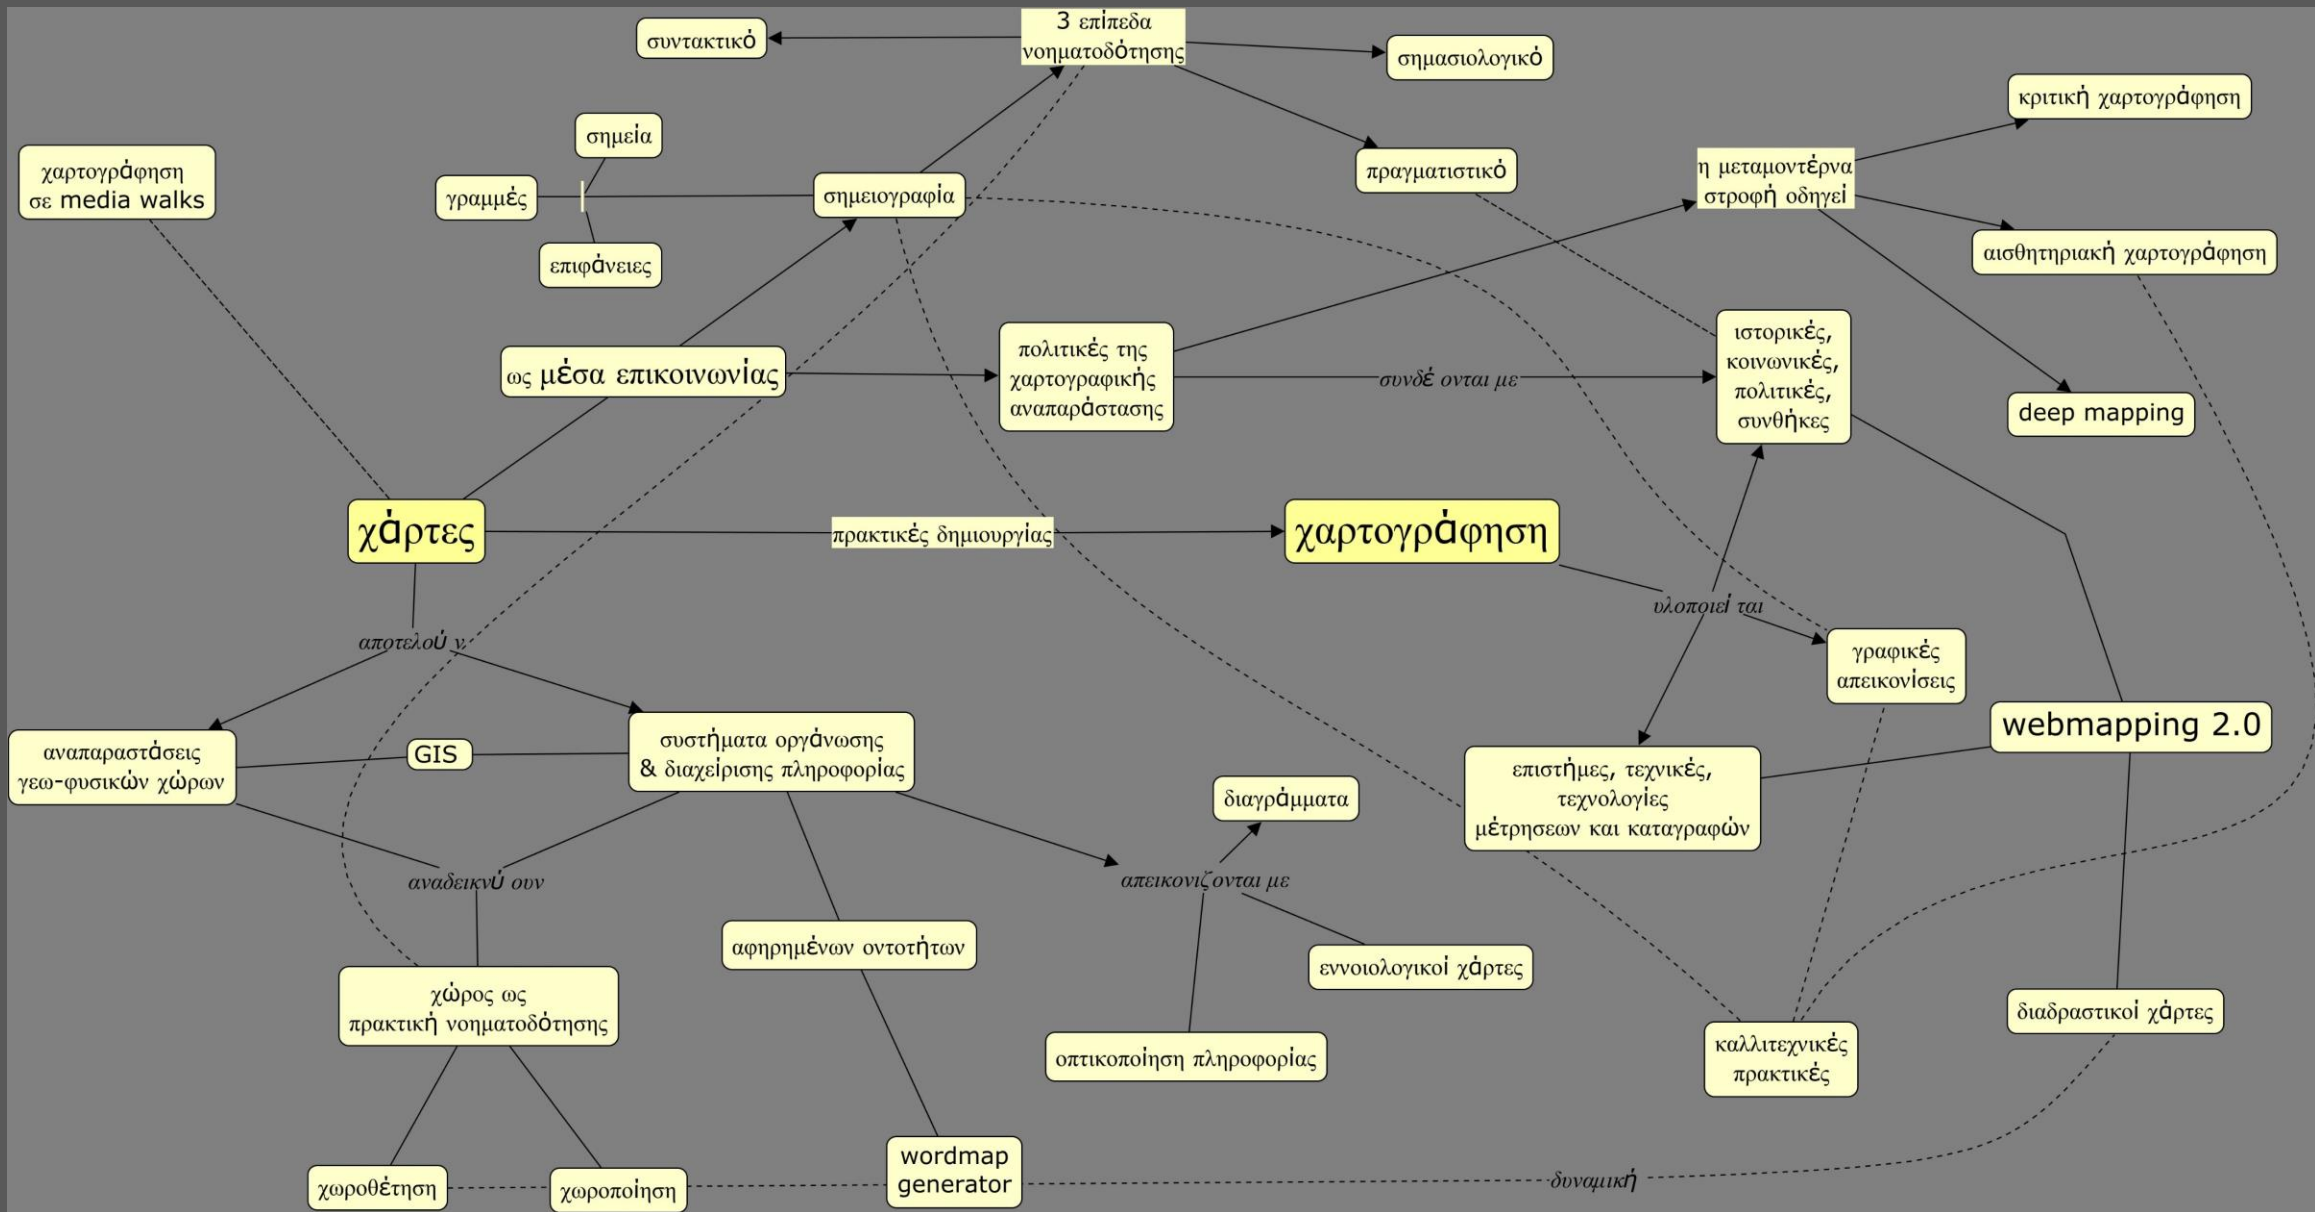 3 επίπεδα
νοηματοδότησης
συντακτικό
σημασιολογικό
κριτική χαρτογράφηση
σημεία
χαρτογράφηση
σε media walks
πραγματιστικό
η μεταμοντέρνα
στροφή οδηγεί
γραμμές
σημειογραφία
επιφάνειες
αισθητηριακή χαρτογράφηση
ως μέσα επικοινωνίας
πολιτικές της
χαρτογραφικής
αναπαράστασης
συνδέ ονται με
ιστορικές,
κοινωνικές,
πολιτικές,
συνθήκες
deep mapping
χάρτες
πρακτικές δημιουργίας
χαρτογράφηση
υλοποιεί ται
αποτελού ν
γραφικές
απεικονίσεις
αναπαραστάσεις
γεω-φυσικών χώρων
GIS
συστήματα οργάνωσης
& διαχείρισης πληροφορίας
webmapping 2.0
επιστήμες, τεχνικές,
τεχνολογίες
μέτρησεων και καταγραφών
διαγράμματα
αναδεικνύ ουν
απεικονιζονται με
αφηρημένων οντοτήτων
εννοιολογικοί χάρτες
χώρος ως
πρακτική νοηματοδότησης
οπτικοποίηση πληροφορίας
καλλιτεχνικές
πρακτικές
διαδραστικοί χάρτες
χωροθέτηση
χωροποίηση
wordmap
generator
δυναμική